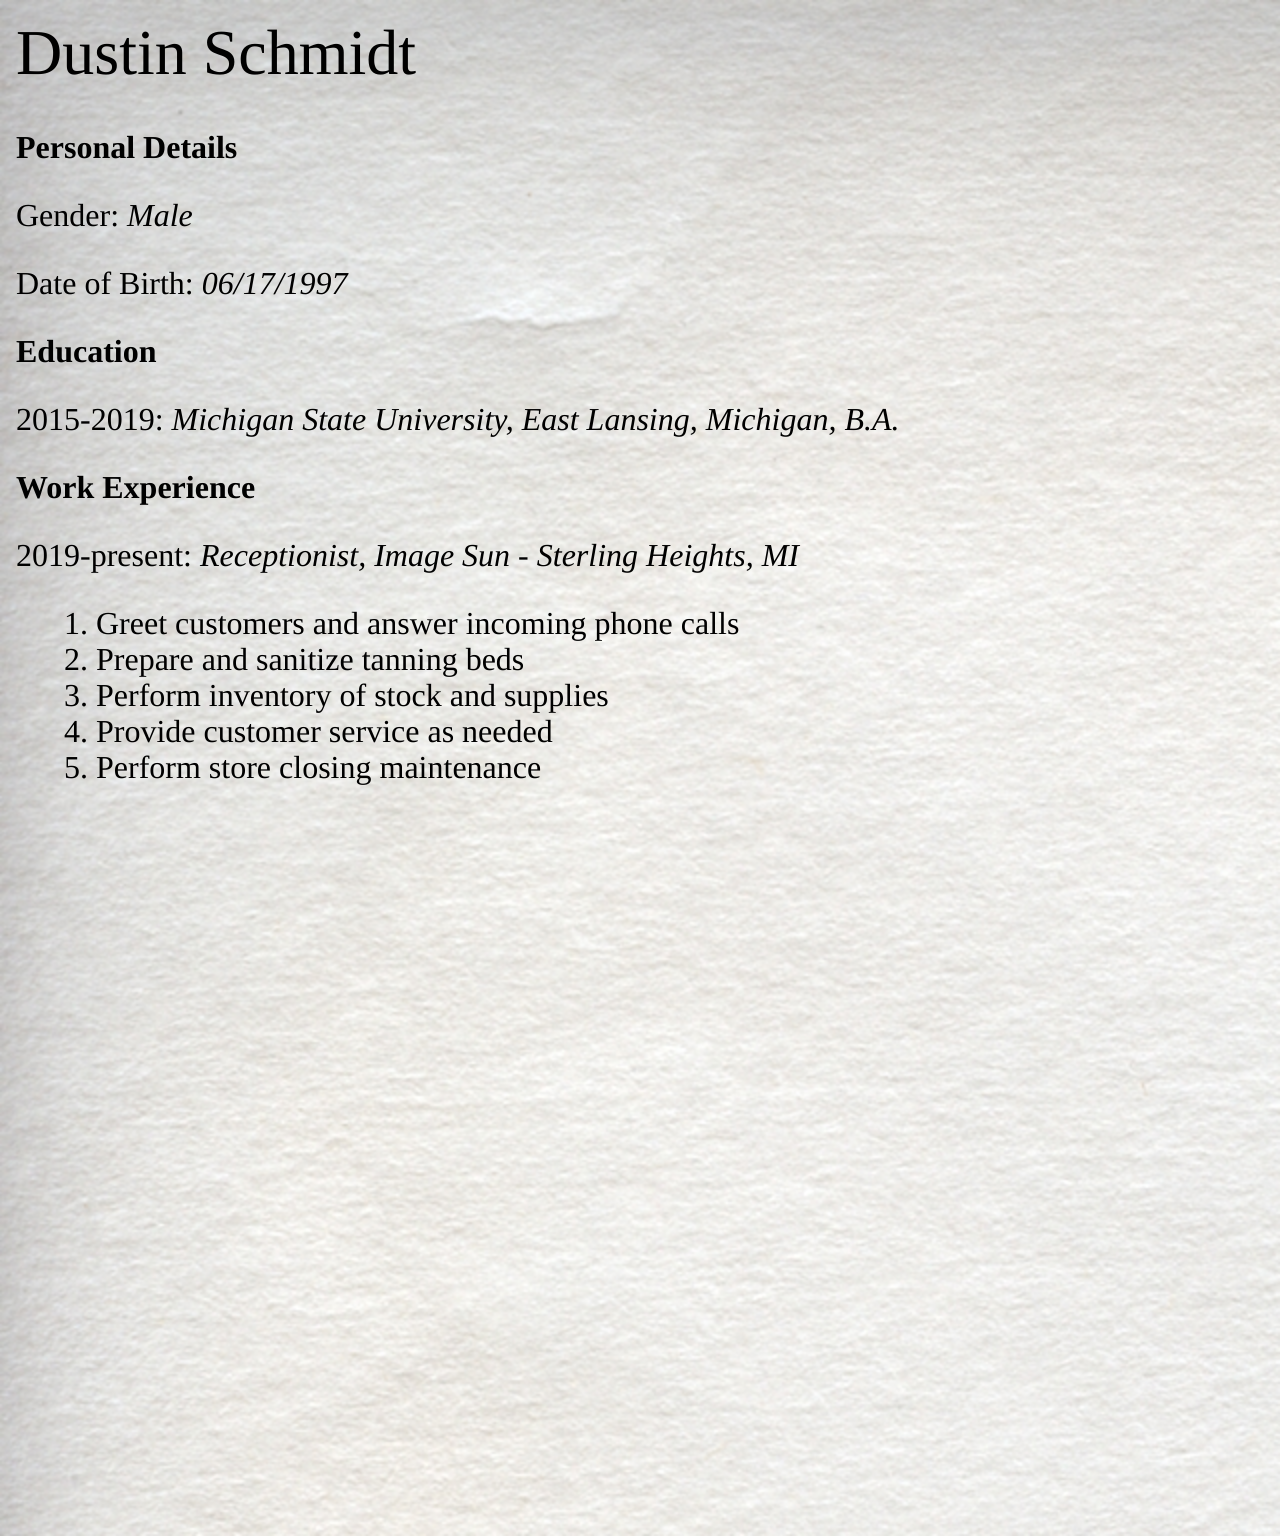 Dustin Schmidt
Personal Details
Gender: Male
Date of Birth: 06/17/1997
Education
2015-2019: Michigan State University, East Lansing, Michigan, B.A.
Work Experience
2019-present: Receptionist, Image Sun - Sterling Heights, MI
1. Greet customers and answer incoming phone calls
2. Prepare and sanitize tanning beds
3. Perform inventory of stock and supplies
4. Provide customer service as needed
5. Perform store closing maintenance